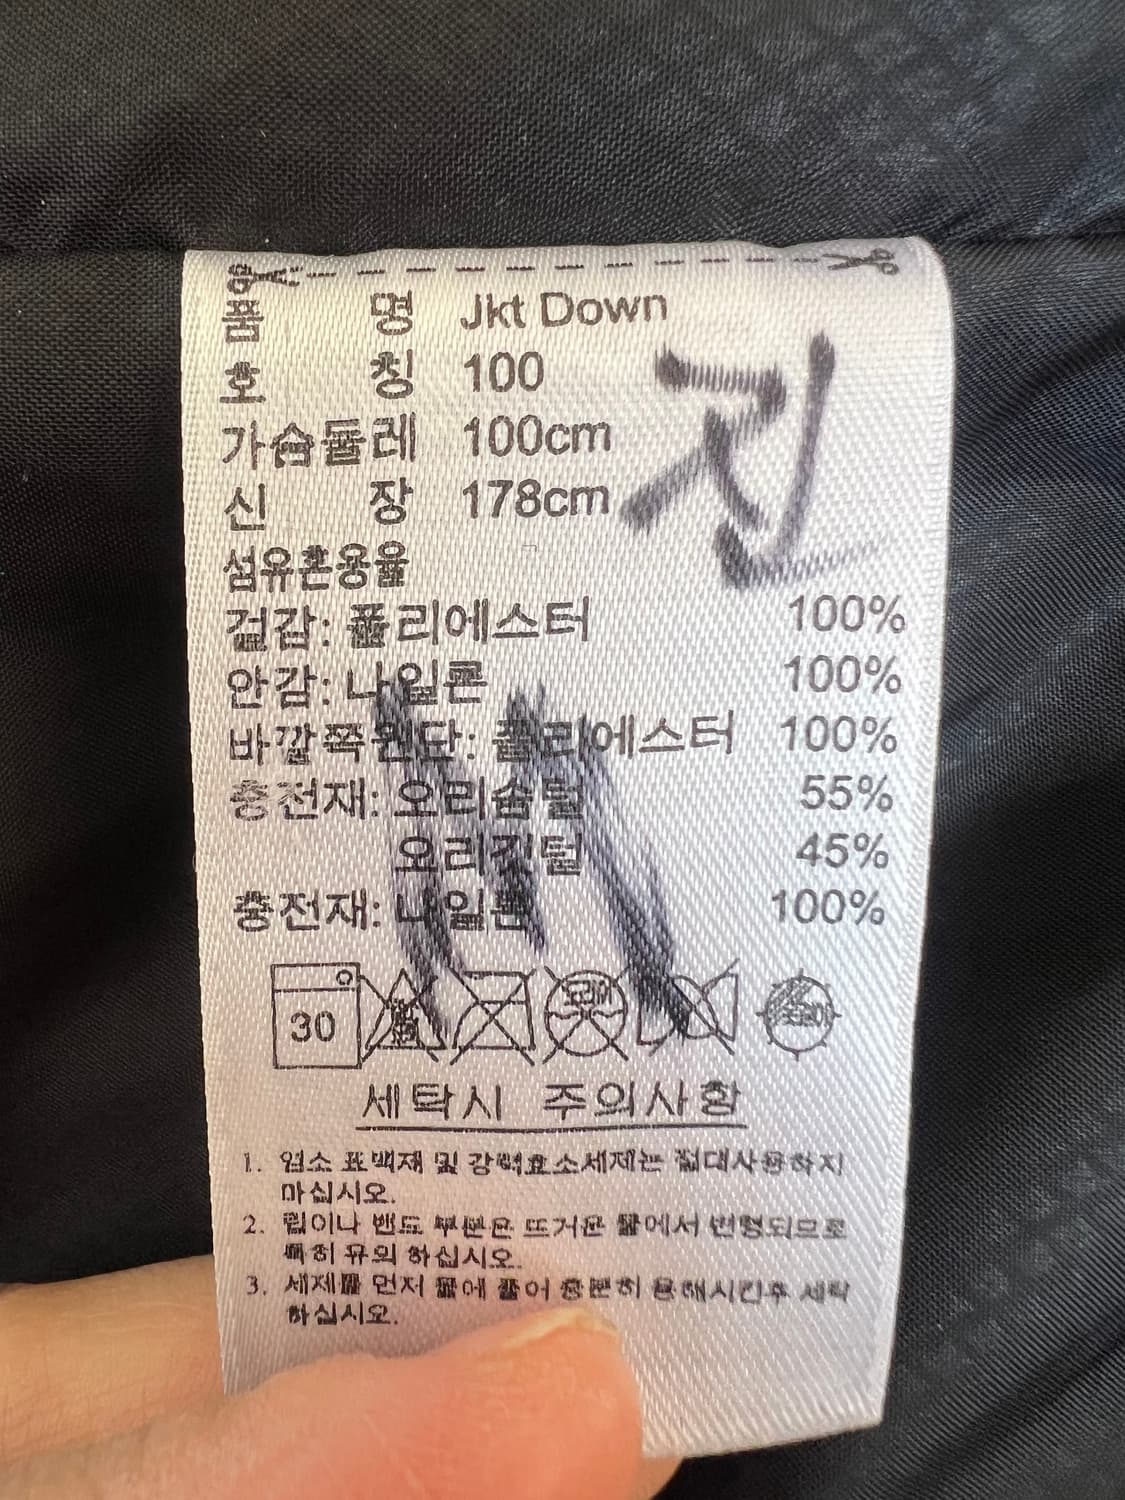 품 명 Jkt Down
호 칭 100
가슴둘레 100cm
신 장 178cm
진
섬유혼용율
겉감: 폴리에스터 100%
안감: 나일론 100%
바깥쪽원단: 폴리에스터 100%
충전재: 오리솜털 55%
오리깃털 45%
충전재: 나일론 100%
30
드라이
세탁시 주의사항
1. 염소 표백제 및 강력효소세제는 절대사용하지
마십시오.
2. 립이나 밴드 부분은 뜨거운 물에서 변형되므로
특히 유의 하십시오.
3. 세제를 먼저 물에 풀어 충분히 용해시킨후 세탁
하십시오.